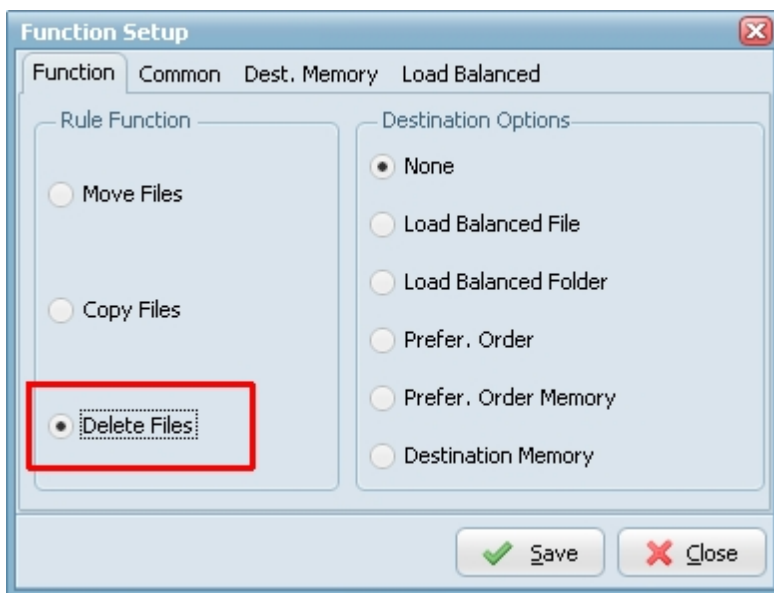 Function Setup
Function Common Dest. Memory Load Balanced
Rule Function
Move Files
Copy Files
Delete Files
Destination Options
None
Load Balanced File
Load Balanced Folder
Prefer. Order
Prefer. Order Memory
Destination Memory
Save Close